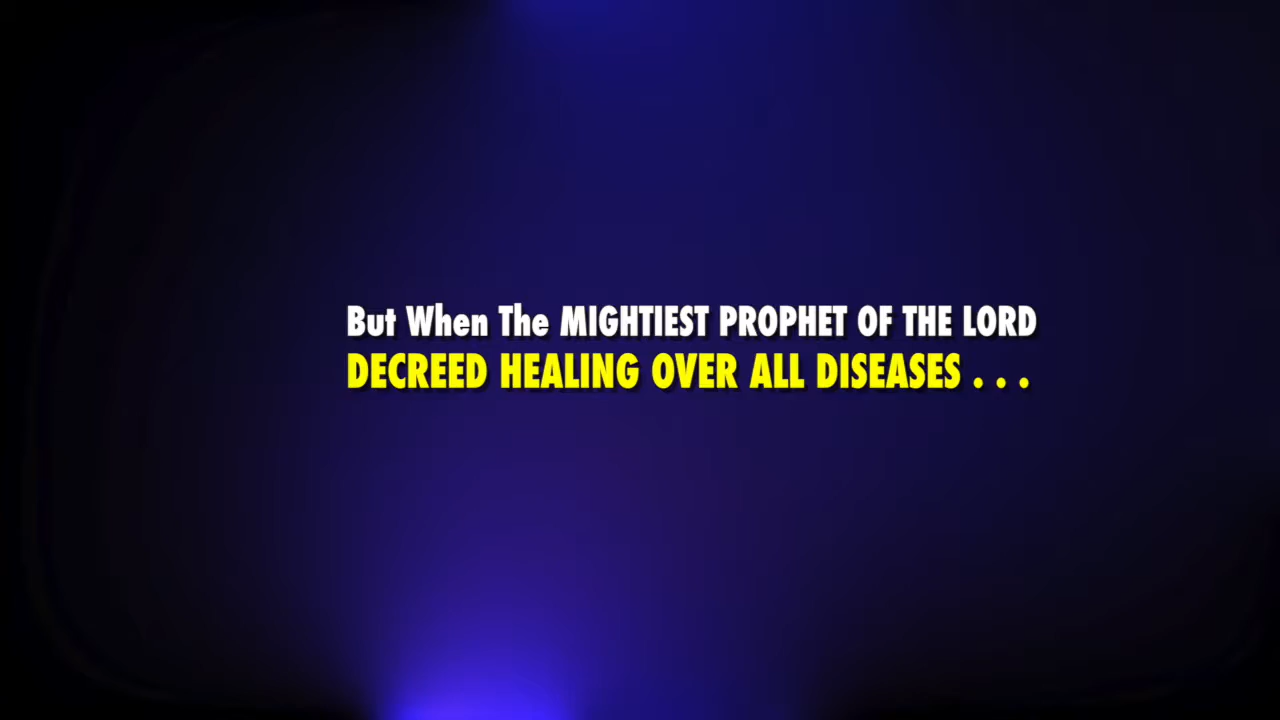 But When The MIGHTIEST PROPHET OF THE LORD
DECREED HEALING OVER ALL DISEASES . . .